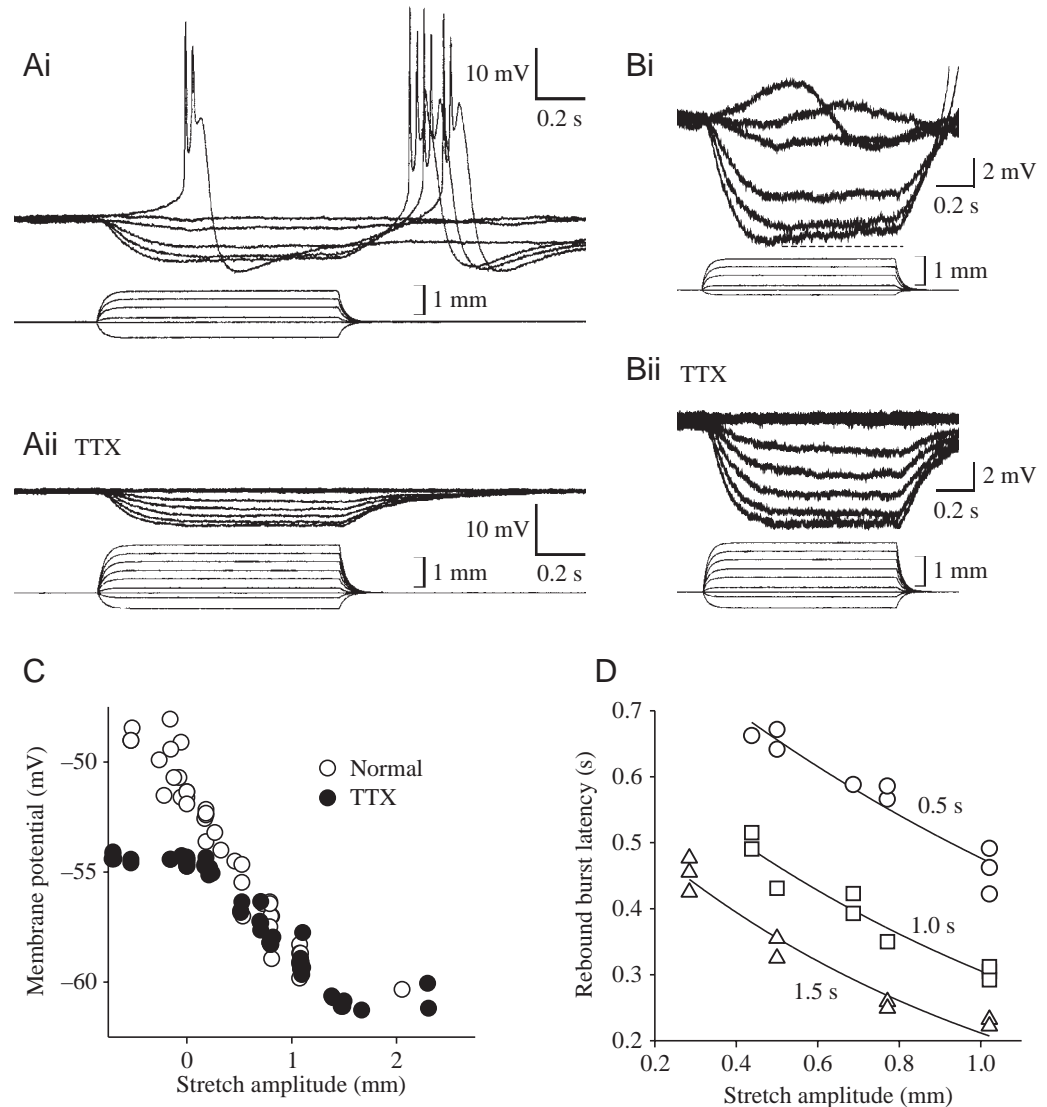 Ai
10 mV
0.2 s
1 mm
Bi
2 mV
0.2 s
1 mm
Aii TTX
10 mV
0.2 s
1 mm
Bii TTX
2 mV
0.2 s
1 mm
C
Membrane potential (mV)
–50
–55
–60
Normal
TTX
0 1 2
Stretch amplitude (mm)
D
Rebound burst latency (s)
0.7
0.6
0.5
0.4
0.3
0.2
0.5 s
1.0 s
1.5 s
0.2 0.4 0.6 0.8 1.0
Stretch amplitude (mm)